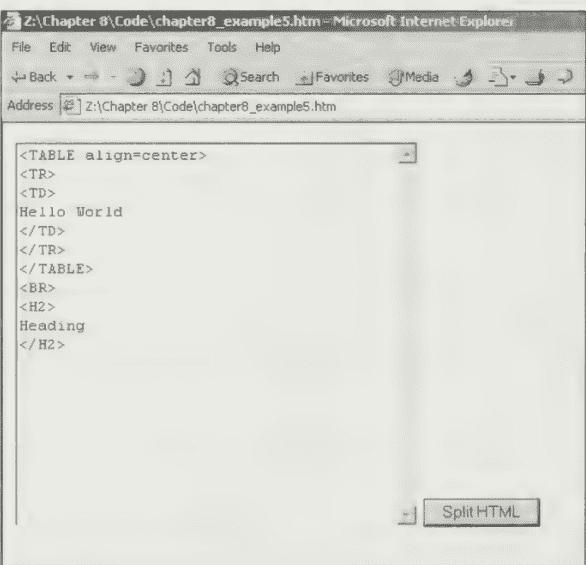 Z:\Chapter 8\Code\chapter8_example5.htm - Microsoft Internet Explorer
File Edit View Favorites Tools Help
Back Search Favorites Media
Address Z:\Chapter 8\Code\chapter8_example5.htm
<TABLE align=center>
<TR>
<TD>
Hello World
</TD>
</TR>
</TABLE>
<BR>
<H2>
Heading
</H2>
Split HTML